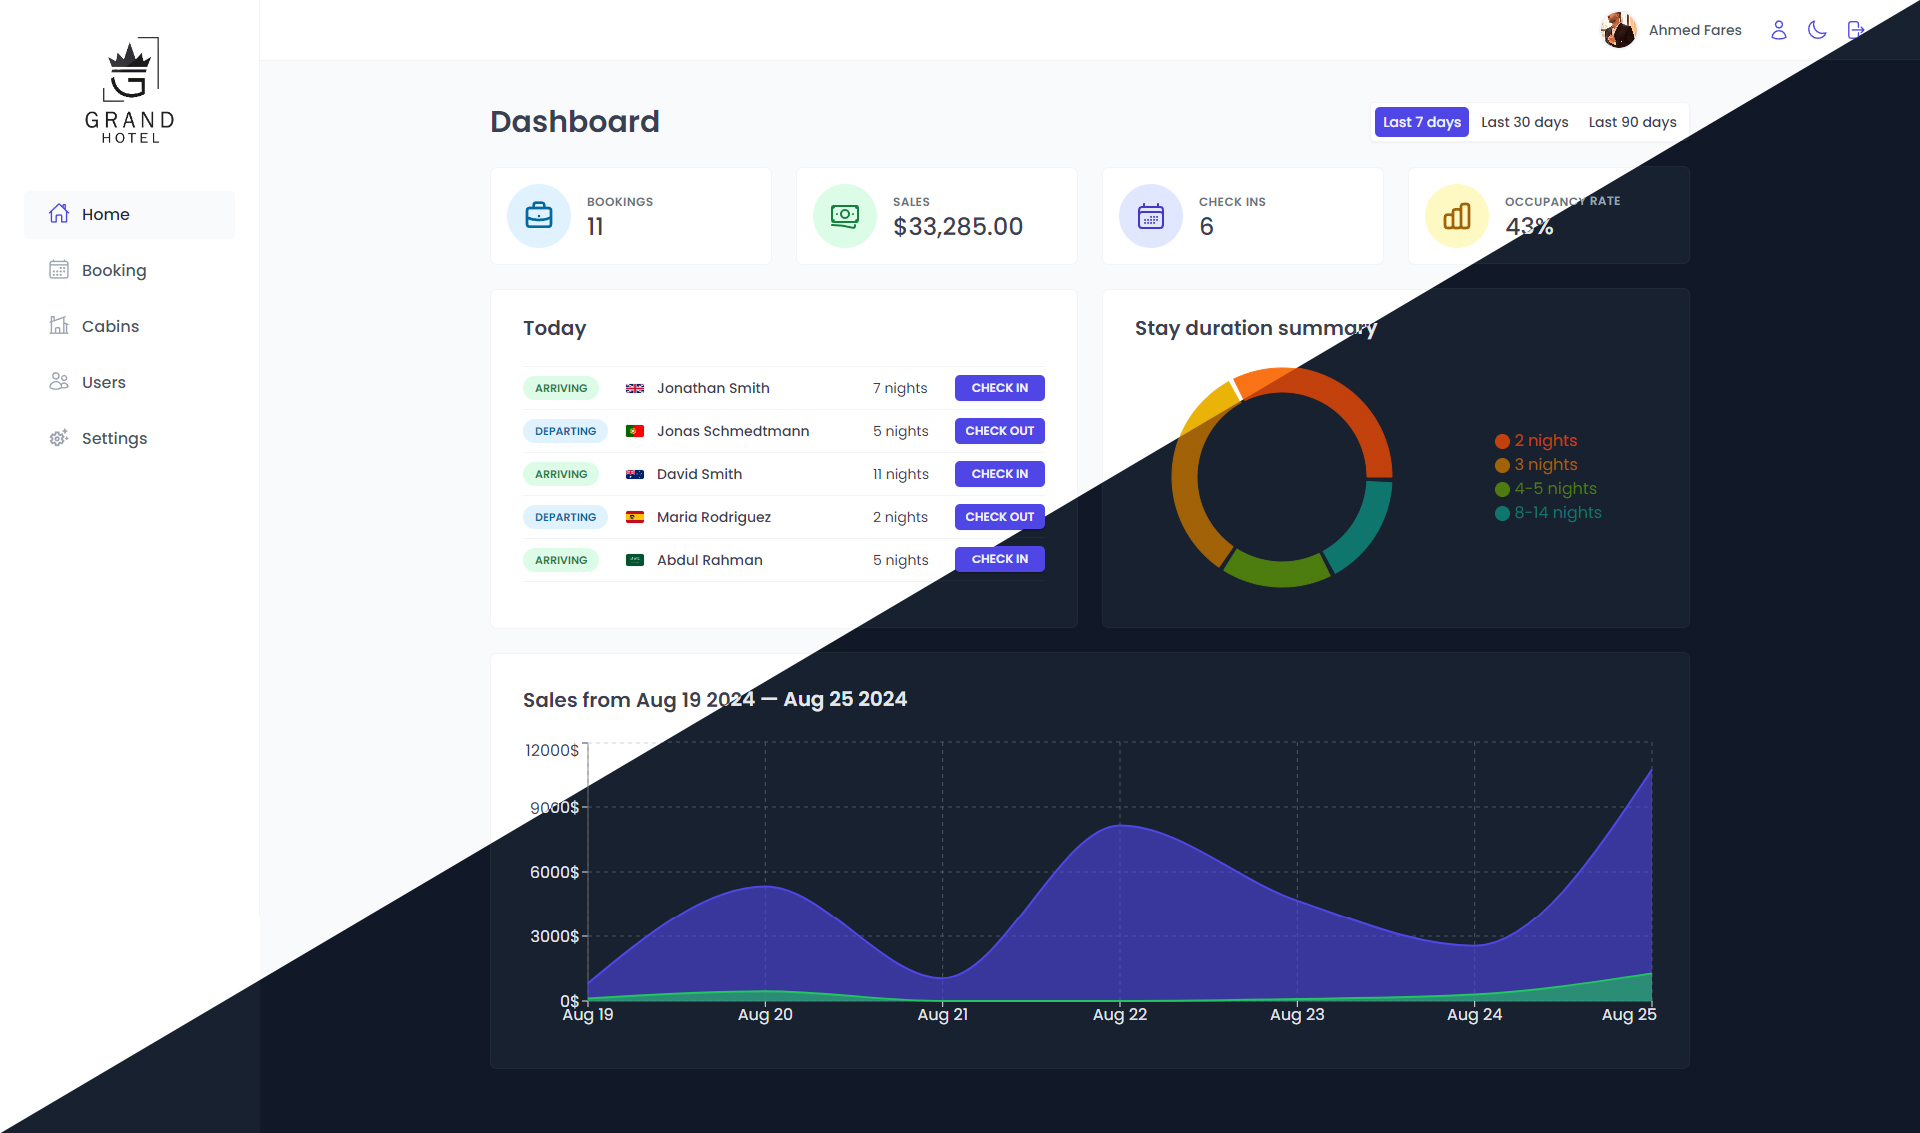 GRAND
HOTEL
Home
Booking
Cabins
Users
Settings
Ahmed Fares
Dashboard
Last 7 days Last 30 days Last 90 days
BOOKINGS
11
SALES
$33,285.00
CHECK INS
6
OCCUPANCY RATE
43%
Today
ARRIVING Jonathan Smith 7 nights CHECK IN
DEPARTING Jonas Schmedtmann 5 nights CHECK OUT
ARRIVING David Smith 11 nights CHECK IN
DEPARTING Maria Rodriguez 2 nights CHECK OUT
ARRIVING Abdul Rahman 5 nights CHECK IN
Stay duration summary
2 nights
3 nights
4-5 nights
8-14 nights
Sales from Aug 19 2024 — Aug 25 2024
12000$
9000$
6000$
3000$
0$
Aug 19 Aug 20 Aug 21 Aug 22 Aug 23 Aug 24 Aug 25